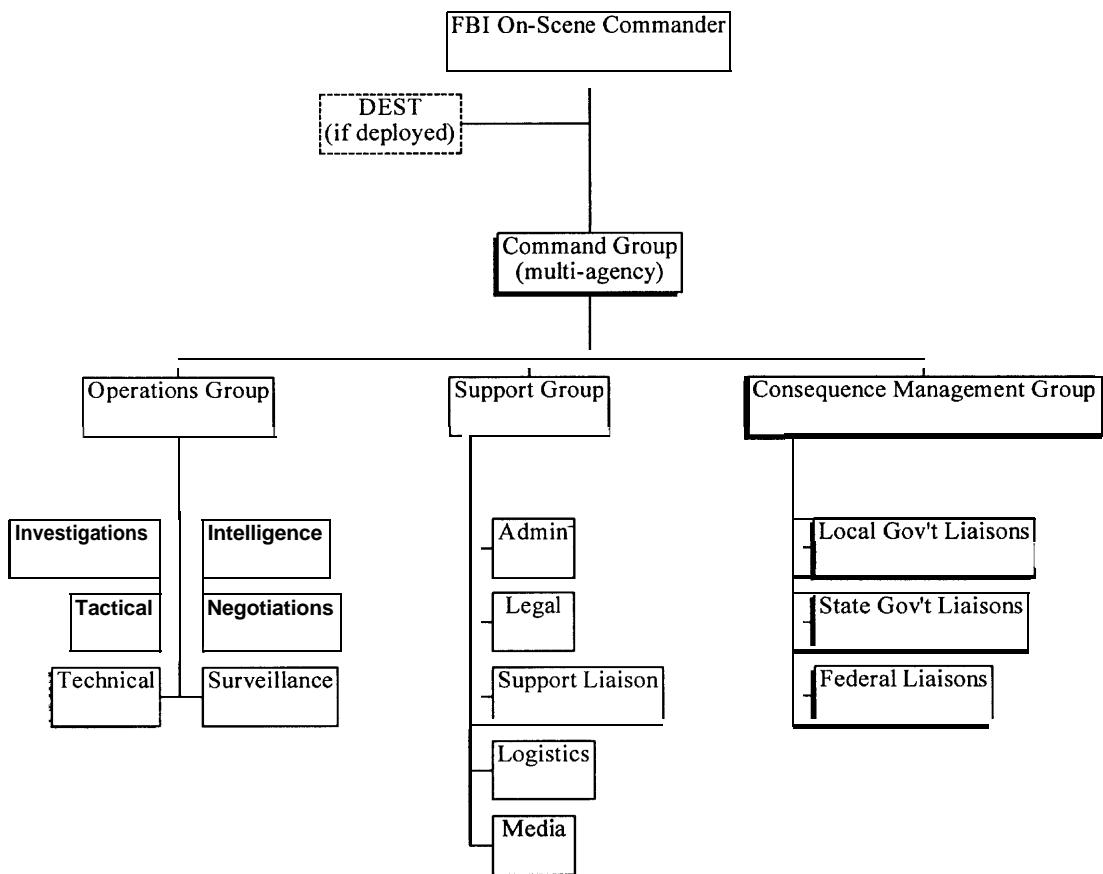 FBI On-Scene Commander
DEST
(if deployed)
Command Group
(multi-agency)
Operations Group
Support Group
Consequence Management Group
Investigations
Intelligence
Tactical
Negotiations
Technical
Surveillance
Admin
Legal
Support Liaison
Logistics
Media
Local Gov't Liaisons
State Gov't Liaisons
Federal Liaisons